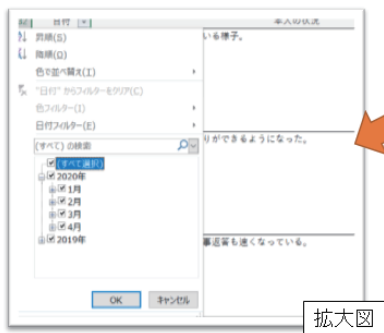 日付
本人の状況
昇順(S)
いる様子。
降順(O)
色で並べ替え(I)
"日付" からフィルターをクリア(C)
色フィルター(I)
日付フィルター(E)
(すべて) の検索
りができるようになった。
(すべて選択)
2020年
1月
2月
3月
4月
2019年
事返答も速くなっている。
OK
キャンセル
拡大図